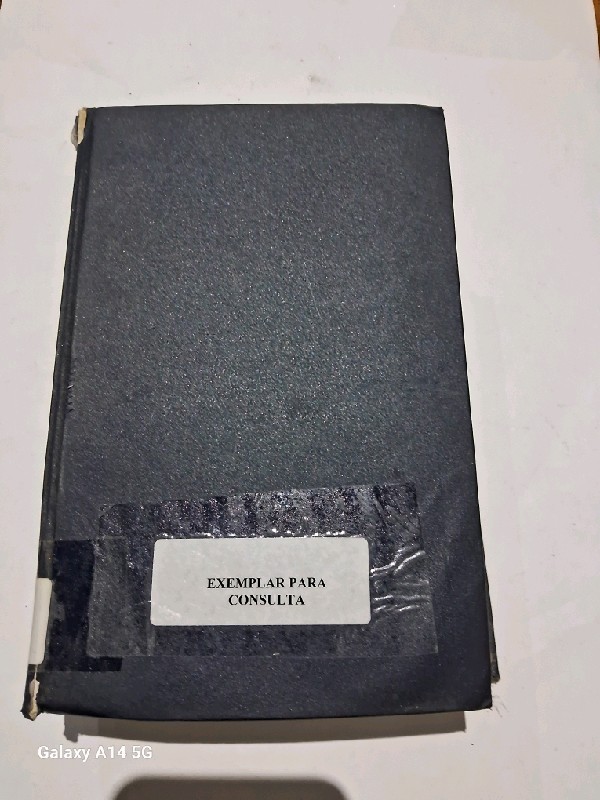 EXEMPLAR PARA
CONSULTA
Galaxy A14 5G